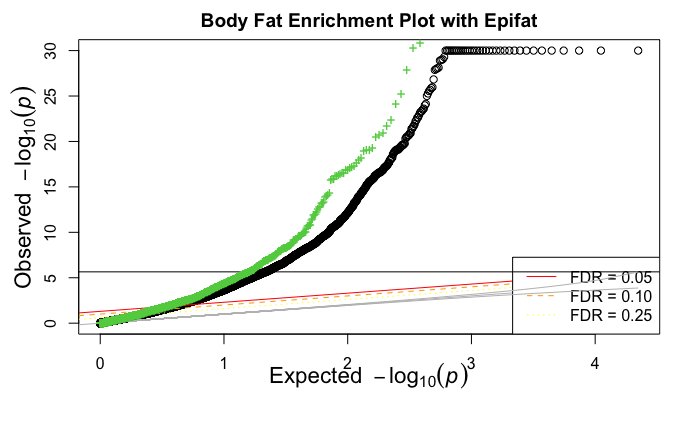 Body Fat Enrichment Plot with Epifat
Observed −log10(p)
30
25
20
15
10
5
0
FDR = 0.05
FDR = 0.10
FDR = 0.25
0 1 2 3 4
Expected −log10(p)